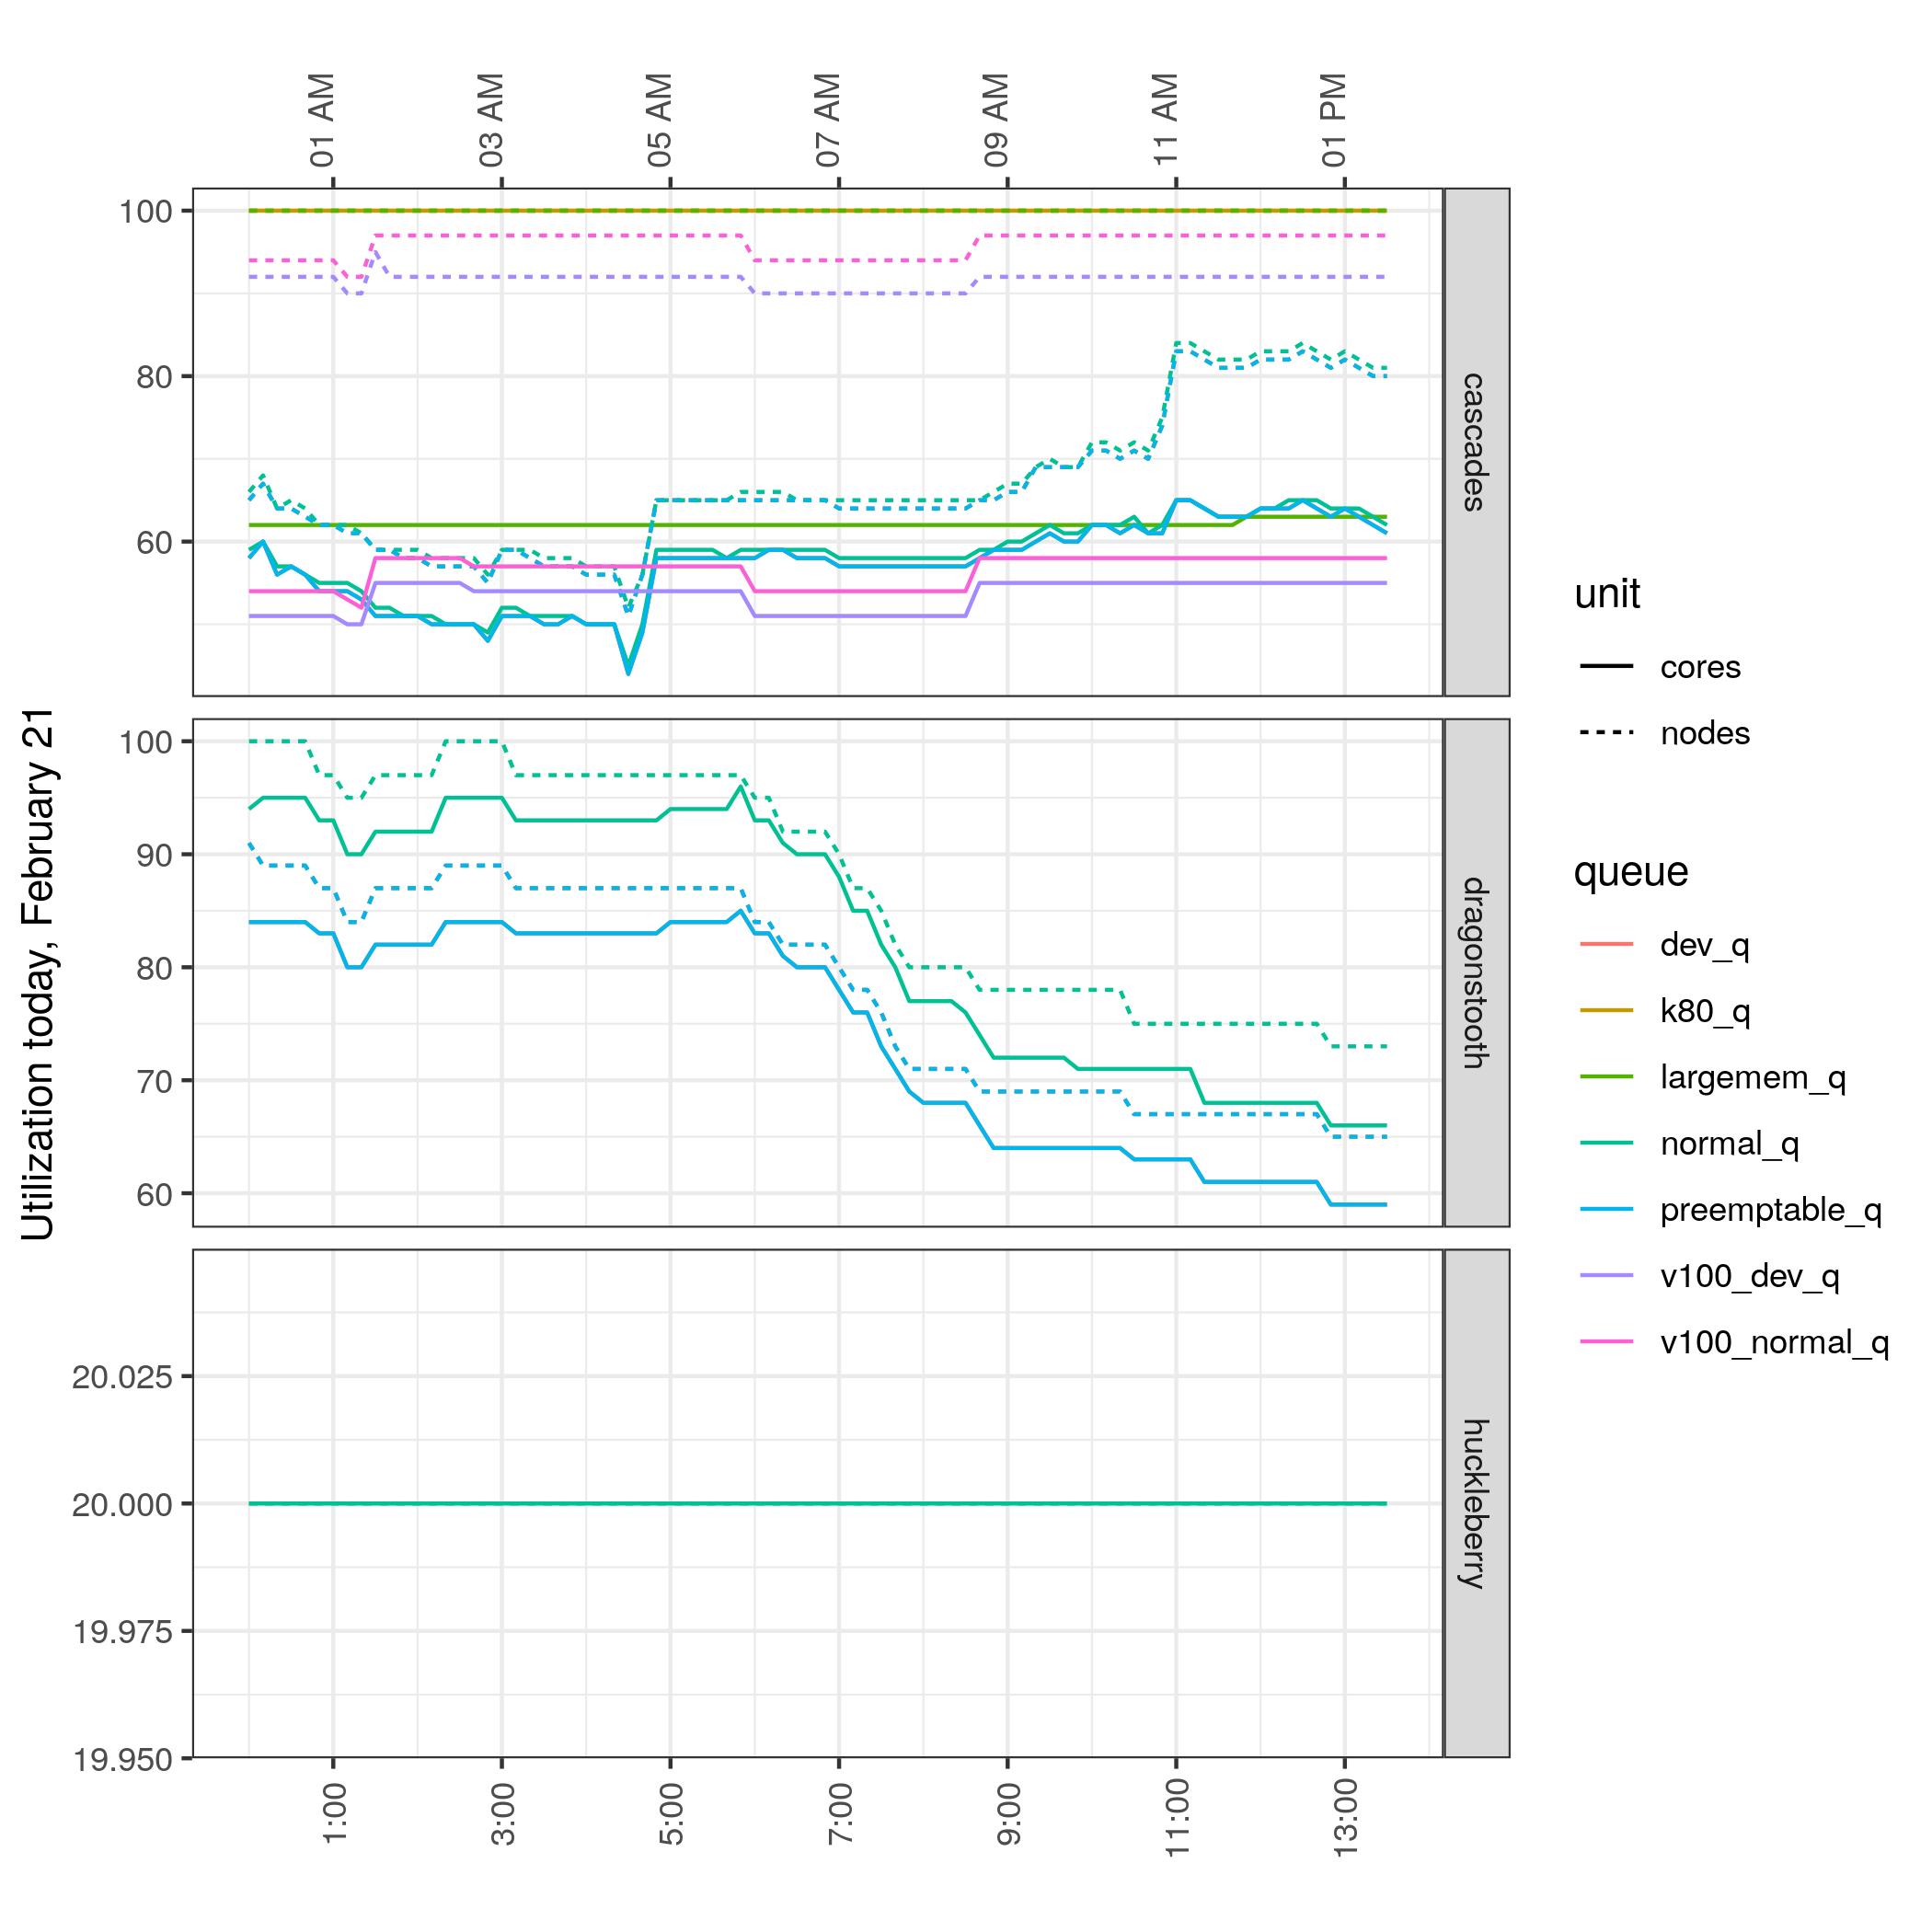 01 AM
03 AM
05 AM
07 AM
09 AM
11 AM
01 PM
100
80
60
cascades
Utilization today, February 21
100
90
80
70
60
dragonstooth
20.025
20.000
19.975
19.950
huckleberry
1:00
3:00
5:00
7:00
9:00
11:00
13:00
unit
cores
nodes
queue
dev_q
k80_q
largemem_q
normal_q
preemptable_q
v100_dev_q
v100_normal_q